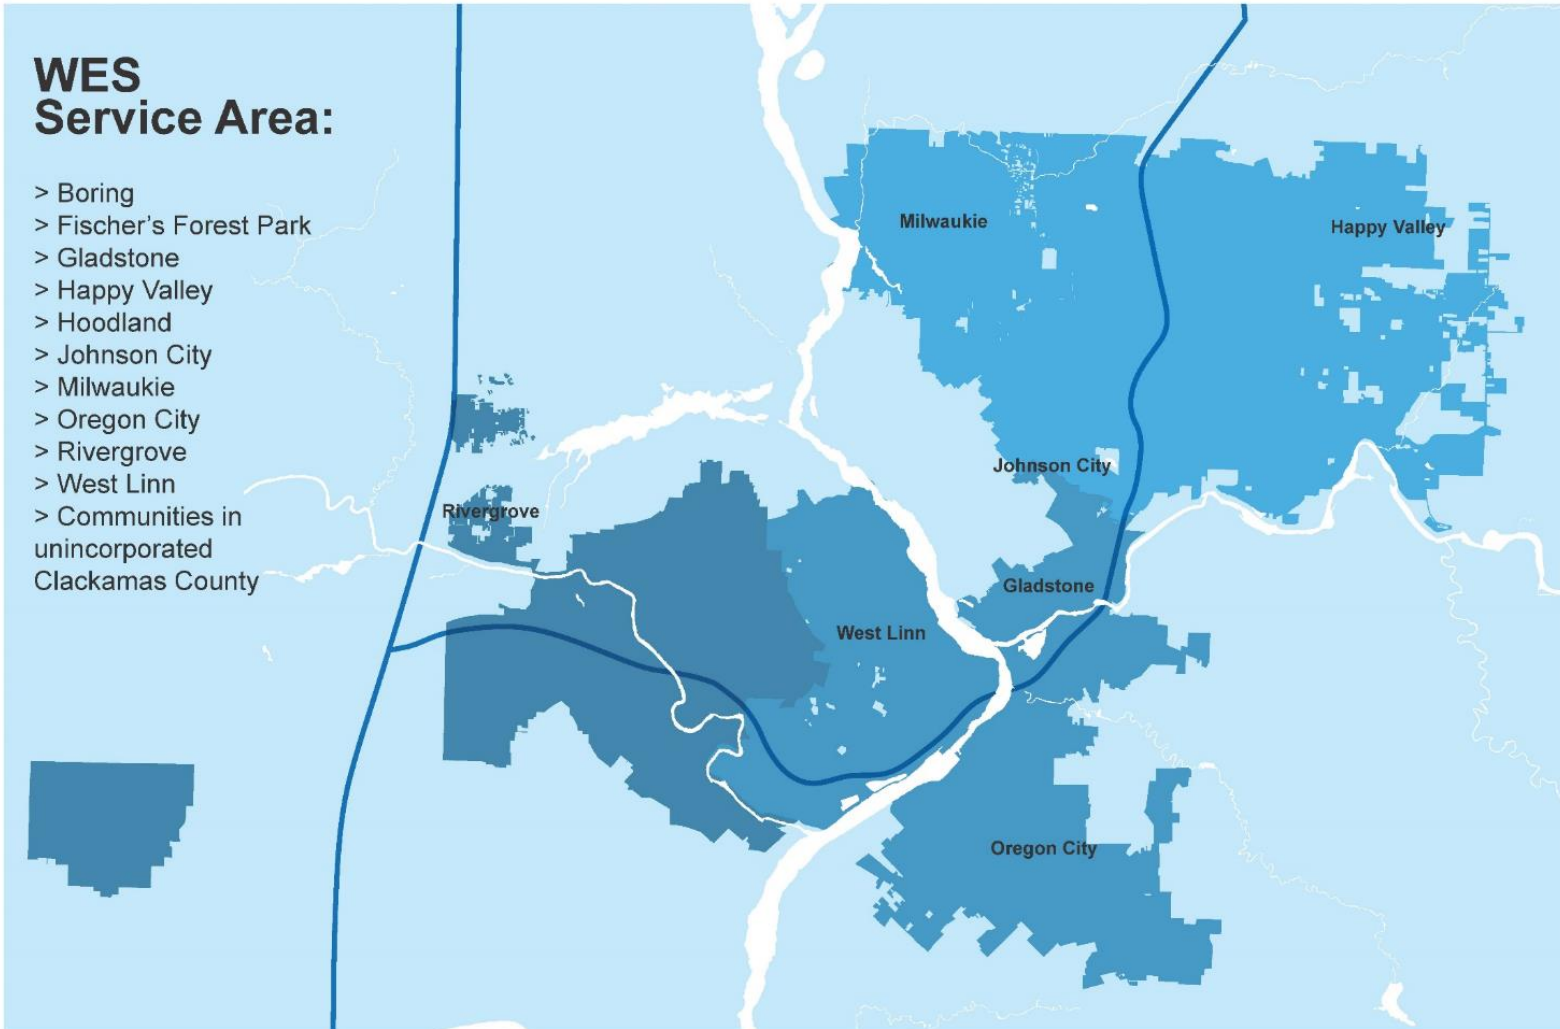 WES
Service Area:
> Boring
> Fischer’s Forest Park
> Gladstone
> Happy Valley
> Hoodland
> Johnson City
> Milwaukie
> Oregon City
> Rivergrove
> West Linn
> Communities in
unincorporated
Clackamas County
Milwaukie
Happy Valley
Johnson City
Rivergrove
Gladstone
West Linn
Oregon City